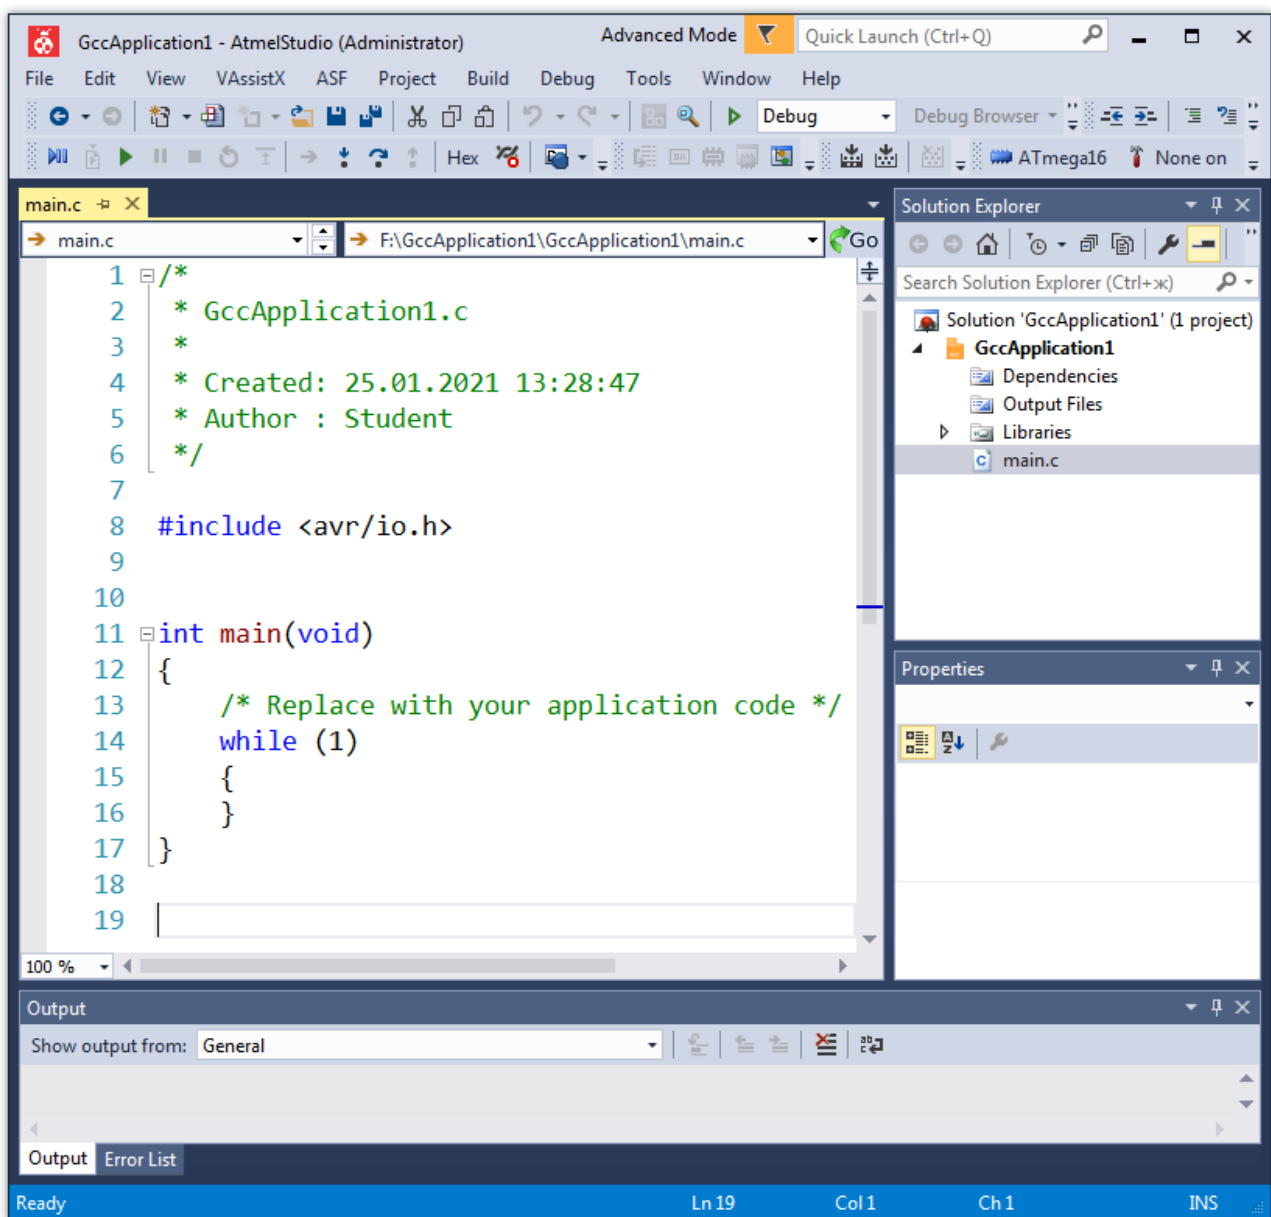 GccApplication1 - AtmelStudio (Administrator)
Advanced Mode
Quick Launch (Ctrl+Q)
File Edit View VAssistX ASF Project Build Debug Tools Window Help
Debug
Debug Browser
Hex
ATmega16
None on
main.c
main.c
F:\GccApplication1\GccApplication1\main.c
Go
1 /*
2 * GccApplication1.c
3 *
4 * Created: 25.01.2021 13:28:47
5 * Author : Student
6 */
7
8 #include <avr/io.h>
9
10
11 int main(void)
12 {
13 /* Replace with your application code */
14 while (1)
15 {
16 }
17 }
18
19
100 %
Solution Explorer
Search Solution Explorer (Ctrl+ж)
Solution 'GccApplication1' (1 project)
GccApplication1
Dependencies
Output Files
Libraries
main.c
Properties
Output
Show output from: General
Output Error List
Ready Ln 19 Col 1 Ch 1 INS